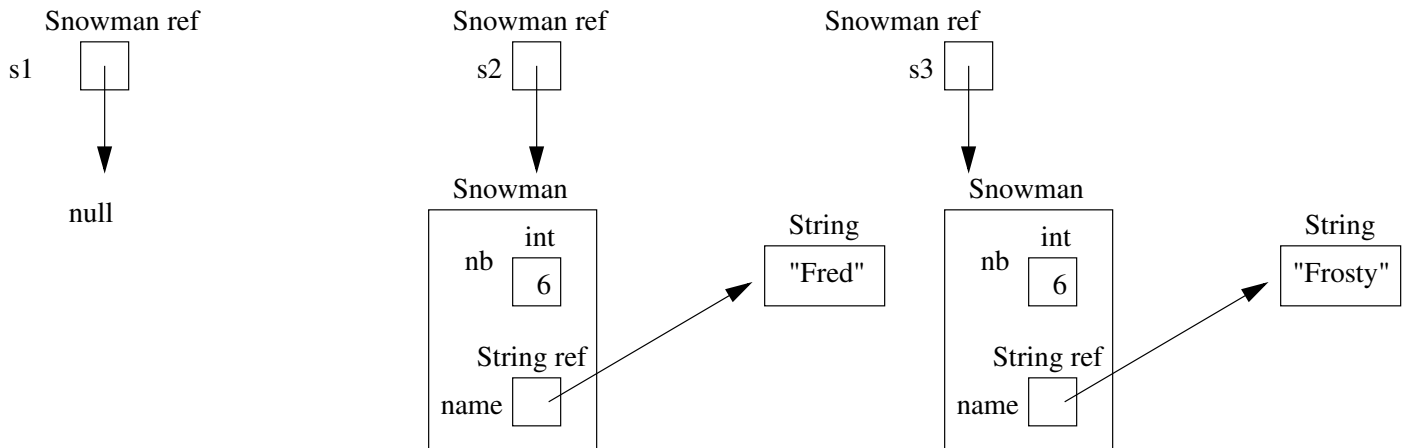 Snowman ref
s1
null
Snowman ref
s2
Snowman
int
nb
6
String ref
name
String
"Fred"
Snowman ref
s3
Snowman
int
nb
6
String ref
name
String
"Frosty"